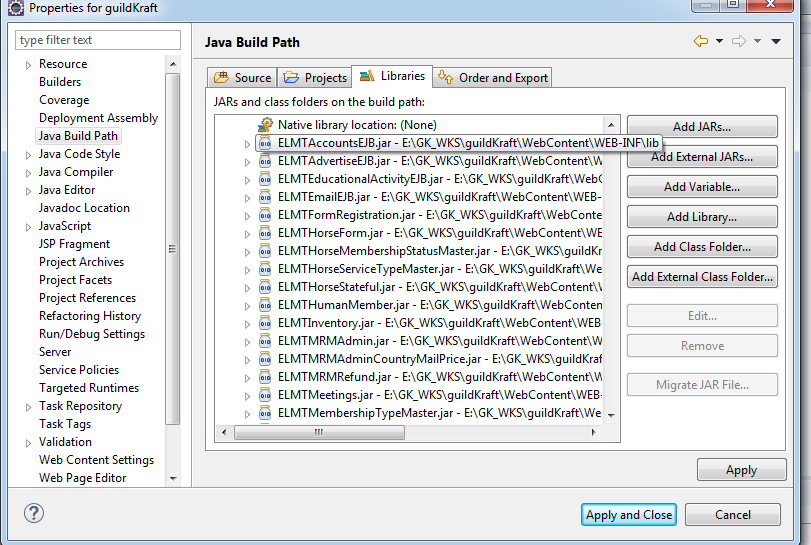 Properties for guildKraft
type filter text
Resource
Builders
Coverage
Deployment Assembly
Java Build Path
Java Code Style
Java Compiler
Java Editor
Javadoc Location
JavaScript
JSP Fragment
Project Archives
Project Facets
Project References
Refactoring History
Run/Debug Settings
Server
Service Policies
Targeted Runtimes
Task Repository
Task Tags
Validation
Web Content Settings
Web Page Editor
Java Build Path
Source Projects Libraries Order and Export
JARs and class folders on the build path:
Native library location: (None)
ELMTAccountsEJB.jar - E:\GK_WKS\guildKraft\WebContent\WEB-INF\lib
ELMTAdvertiseEJB.jar - E:\GK_WKS\guildKraft\WebContent\WE
ELMTEducationalActivityEJB.jar - E:\GK_WKS\guildKraft\WebC
ELMTEmailEJB.jar - E:\GK_WKS\guildKraft\WebContent\WEB-
ELMTFormRegistration.jar - E:\GK_WKS\guildKraft\WebConte
ELMTHorseForm.jar - E:\GK_WKS\guildKraft\WebContent\WE
ELMTHorseMembershipStatusMaster.jar - E:\GK_WKS\guildK
ELMTHorseServiceTypeMaster.jar - E:\GK_WKS\guildKraft\We
ELMTHorseStateful.jar - E:\GK_WKS\guildKraft\WebContent\
ELMTHumanMember.jar - E:\GK_WKS\guildKraft\WebConten
ELMTInventory.jar - E:\GK_WKS\guildKraft\WebContent\WEB
ELMTMRMAdmin.jar - E:\GK_WKS\guildKraft\WebContent\W
ELMTMRMAdminCountryMailPrice.jar - E:\GK_WKS\guildKraf
ELMTMRMRefund.jar - E:\GK_WKS\guildKraft\WebContent\W
ELMTMeetings.jar - E:\GK_WKS\guildKraft\WebContent\WEB-
ELMTMembershipTypeMaster.jar - E:\GK_WKS\guildKraft\We
Add JARs...
Add External JARs...
Add Variable...
Add Library...
Add Class Folder...
Add External Class Folder...
Edit...
Remove
Migrate JAR File...
Apply
Apply and Close
Cancel